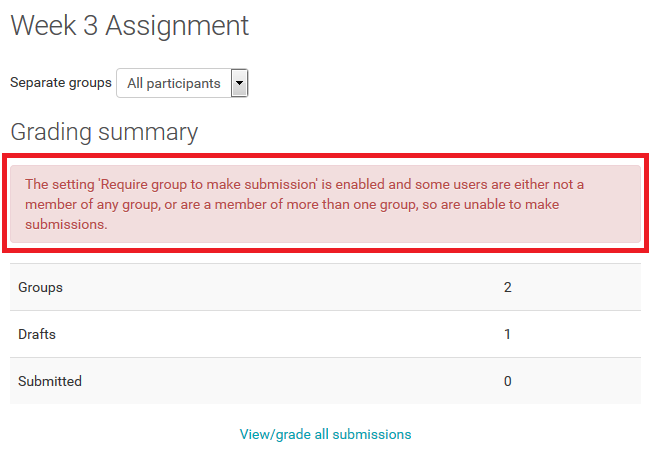 Week 3 Assignment
Separate groups All participants
Grading summary
The setting 'Require group to make submission' is enabled and some users are either not a
member of any group, or are a member of more than one group, so are unable to make
submissions.
Groups 2
Drafts 1
Submitted 0
View/grade all submissions